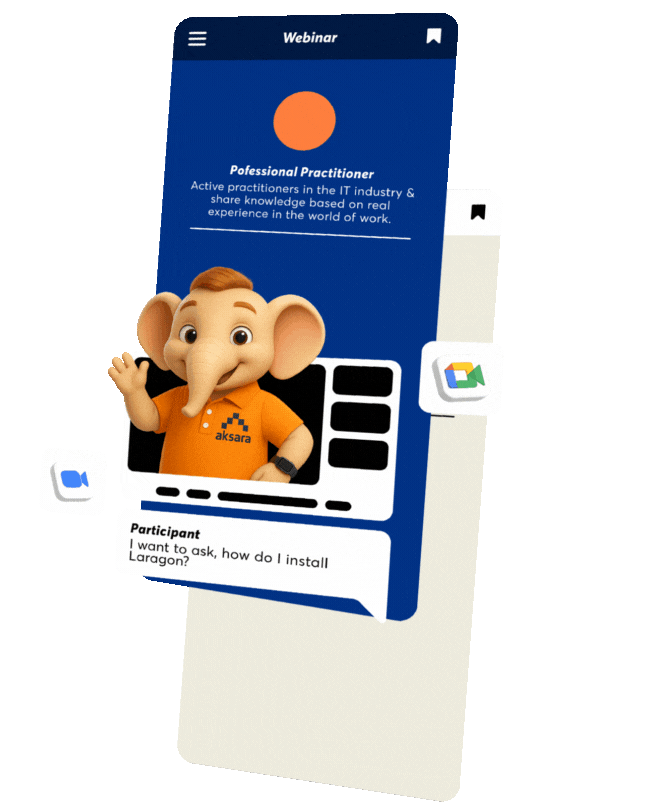 Webinar
Pofessional Practitioner
Active practitioners in the IT industry &
share knowledge based on real
experience in the world of work.
aksara
Participant
I want to ask, how do I install
Laragon?